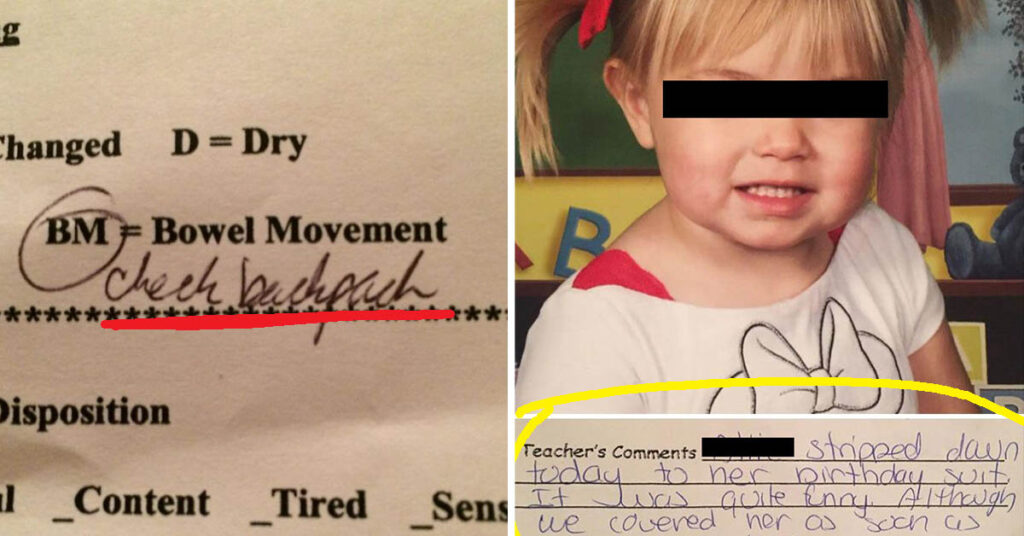 g
Changed D = Dry
BM = Bowel Movement
check backpack
******************************
Disposition
l _Content _Tired _Sens
B
Teacher's Comments stripped down
today to her birthday suit.
It was quite funny. Although,
we covered her as soon as